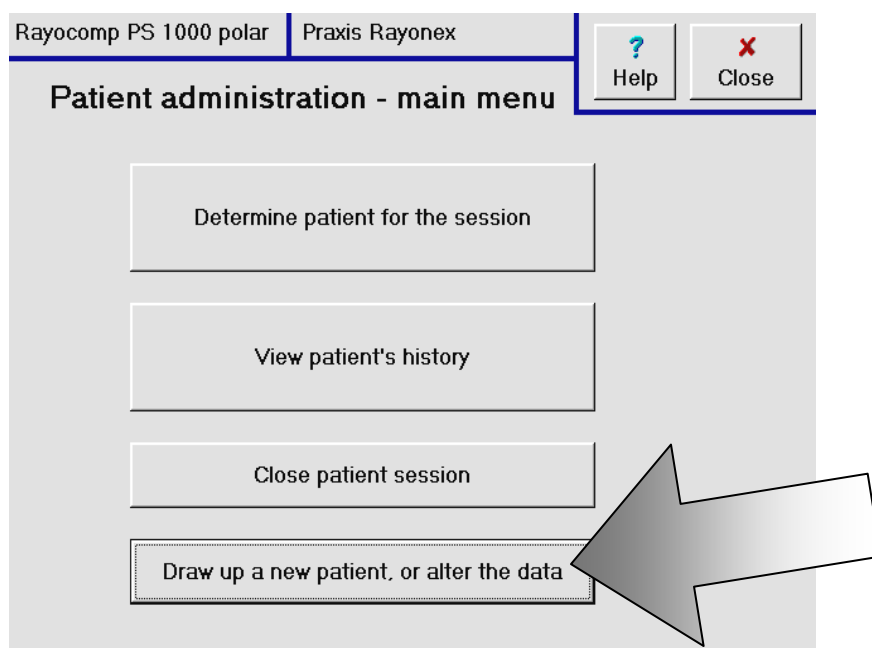 Rayocomp PS 1000 polar
Praxis Rayonex
?
Help
x
Close
Patient administration - main menu
Determine patient for the session
View patient's history
Close patient session
Draw up a new patient, or alter the data